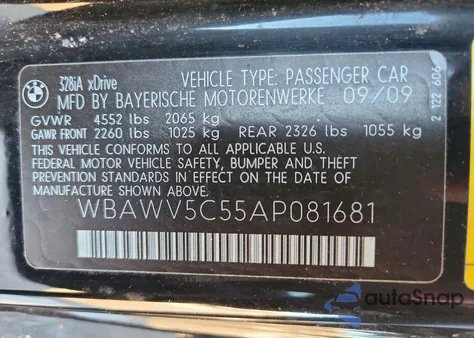 BMW
328iA xDrive
VEHICLE TYPE: PASSENGER CAR
MFD BY BAYERISCHE MOTORENWERKE 09/09
GVWR 4552 lbs 2065 kg
GAWR FRONT 2260 lbs 1025 kg REAR 2326 lbs 1055 kg
THIS VEHICLE CONFORMS TO ALL APPLICABLE U.S.
FEDERAL MOTOR VEHICLE SAFETY, BUMPER AND THEFT
PREVENTION STANDARDS IN EFFECT ON THE DATE
OF MANUFACTURE SHOWN ABOVE.
WBAWV5C55AP081681
2 122 606
autoSnap